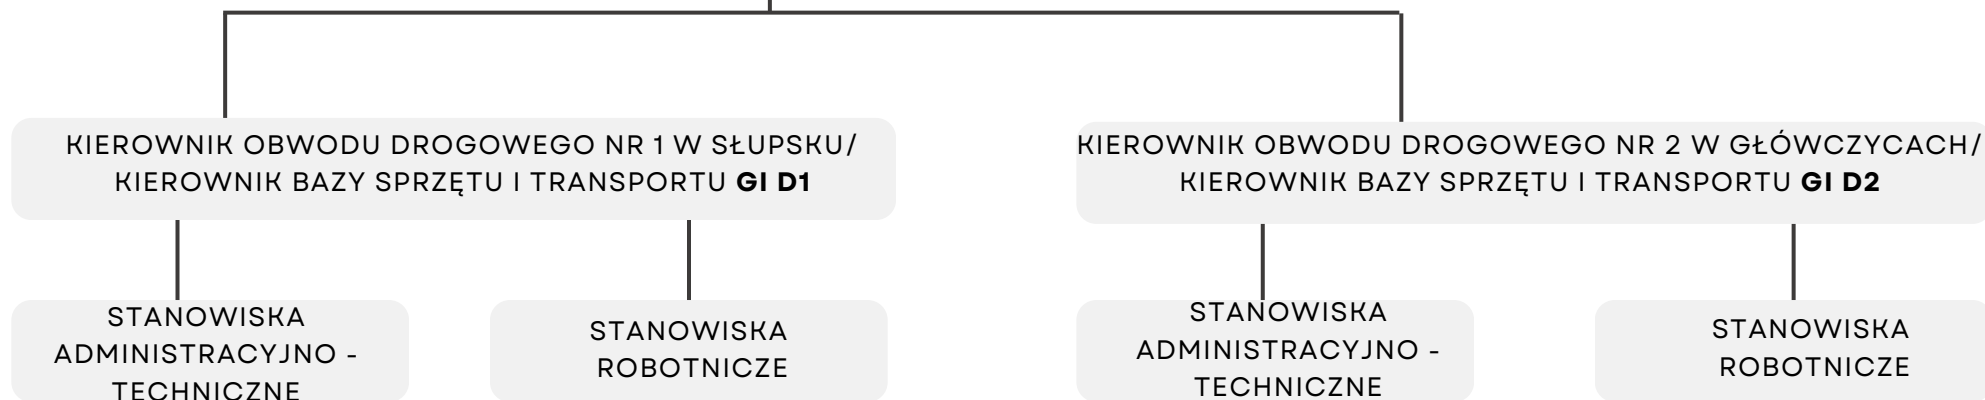 KIEROWNIK OBWODU DROGOWEGO NR 1 W SŁUPSKU/
KIEROWNIK BAZY SPRZĘTU I TRANSPORTU GI D1
KIEROWNIK OBWODU DROGOWEGO NR 2 W GŁÓWCZYCACH/
KIEROWNIK BAZY SPRZĘTU I TRANSPORTU GI D2
STANOWISKA
ADMINISTRACYJNO -
TECHNICZNE
STANOWISKA
ROBOTNICZE
STANOWISKA
ADMINISTRACYJNO -
TECHNICZNE
STANOWISKA
ROBOTNICZE